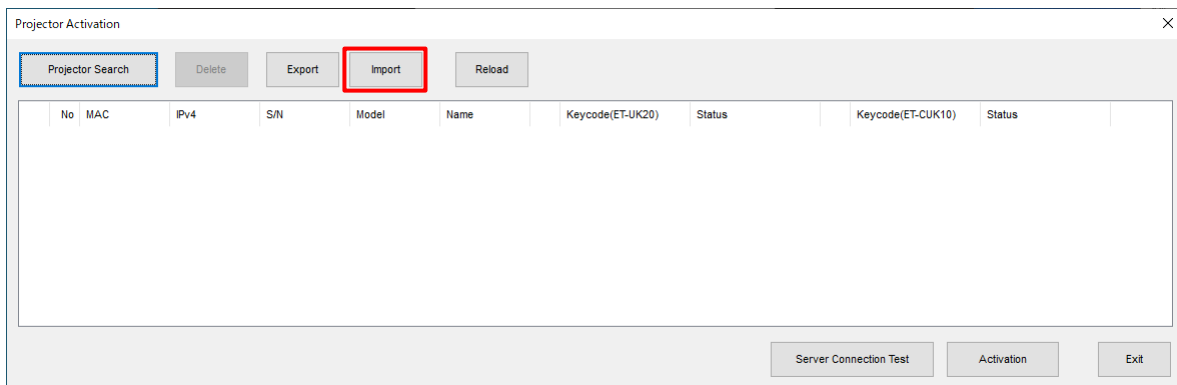 Projector Activation
Projector Search Delete Export Import Reload
No MAC IPv4 S/N Model Name Keycode(ET-UK20) Status Keycode(ET-CUK10) Status
Server Connection Test Activation Exit